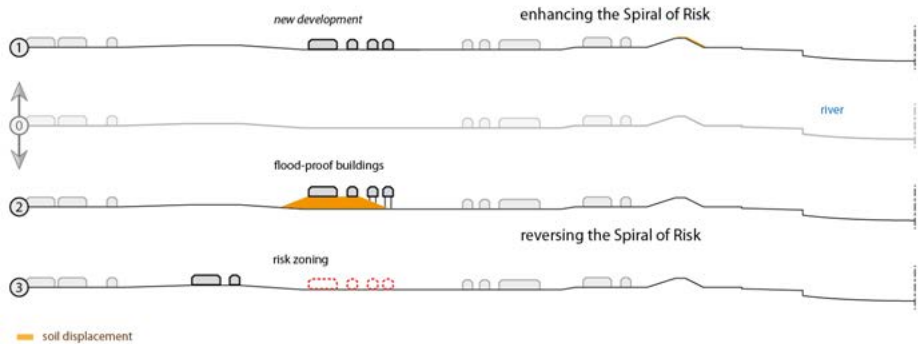 new development
enhancing the Spiral of Risk
1
0
river
flood-proof buildings
2
reversing the Spiral of Risk
risk zoning
3
soil displacement